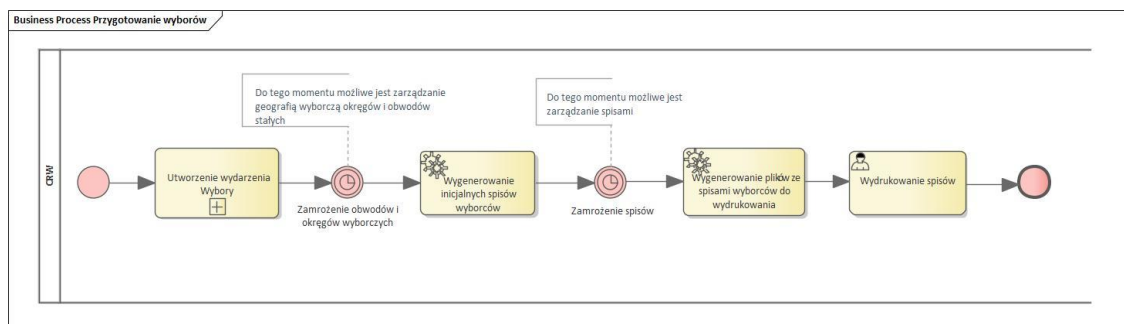 Business Process Przygotowanie wyborów
CRW
Do tego momentu możliwe jest zarządzanie
geografią wyborczą okręgów i obwodów
stałych
Do tego momentu możliwe jest
zarządzanie spisami
Utworzenie wydarzenia
Wybory
Zamrożenie obwodów i
okręgów wyborczych
Wygenerowanie
inicjalnych spisów
wyborców
Zamrożenie spisów
Wygenerowanie plików ze
spisami wyborców do
wydrukowania
Wydrukowanie spisów